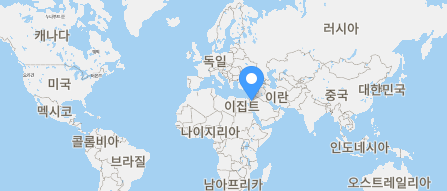 캐나다
러시아
독일
미국
이란
대한민국
중국
멕시코
이집트
나이지리아
콜롬비아
인도네시아
브라질
남아프리카
오스트레일리아